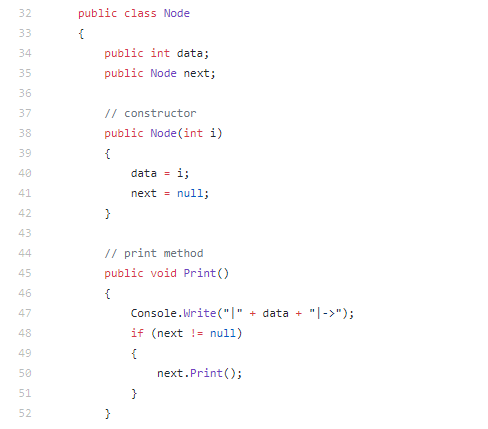 32 public class Node
33 {
34 public int data;
35 public Node next;
36
37 // constructor
38 public Node(int i)
39 {
40 data = i;
41 next = null;
42 }
43
44 // print method
45 public void Print()
46 {
47 Console.Write("|" + data + "|->");
48 if (next != null)
49 {
50 next.Print();
51 }
52 }